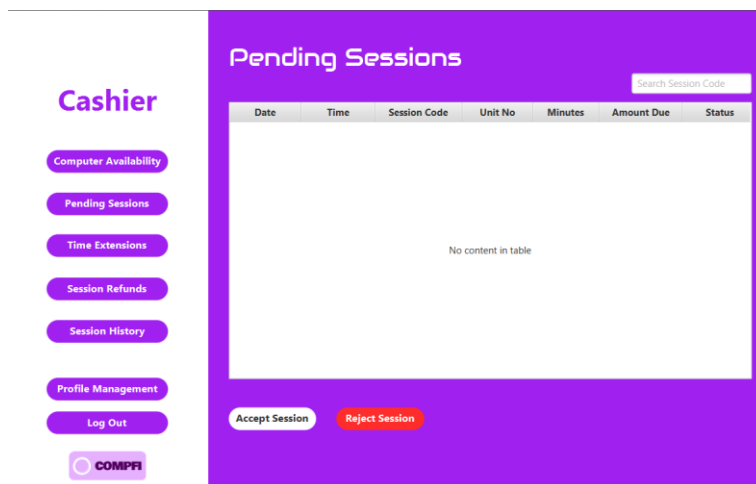 Cashier
Computer Availability
Pending Sessions
Time Extensions
Session Refunds
Session History
Profile Management
Log Out
COMPFI
Pending Sessions
Search Session Code
Date Time Session Code Unit No Minutes Amount Due Status
No content in table
Accept Session Reject Session